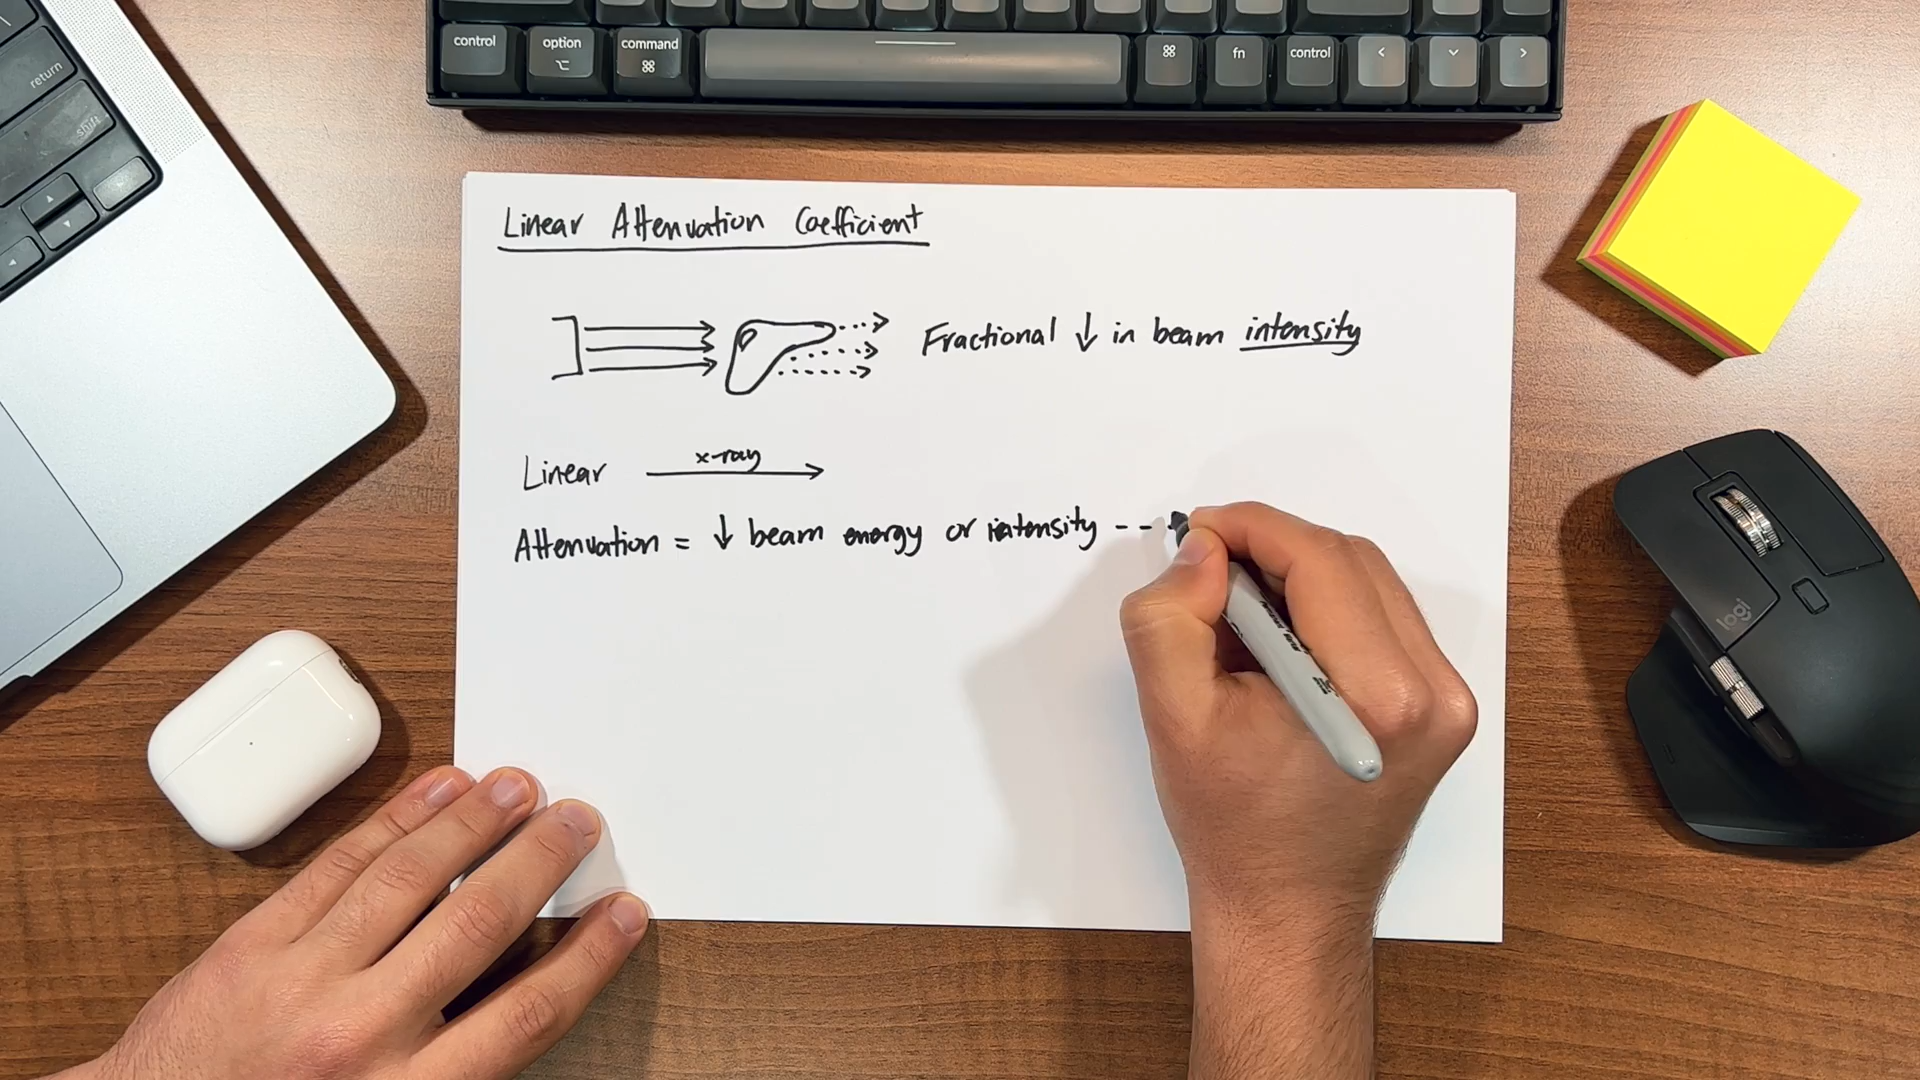 return
shift
control option command fn control
⌥ ⌘ ⌘ < ⌄ >
Linear Attenuation Coefficient
Fractional ↓ in beam intensity
Linear x-ray
Attenuation = ↓ beam energy or intensity - - -
logi